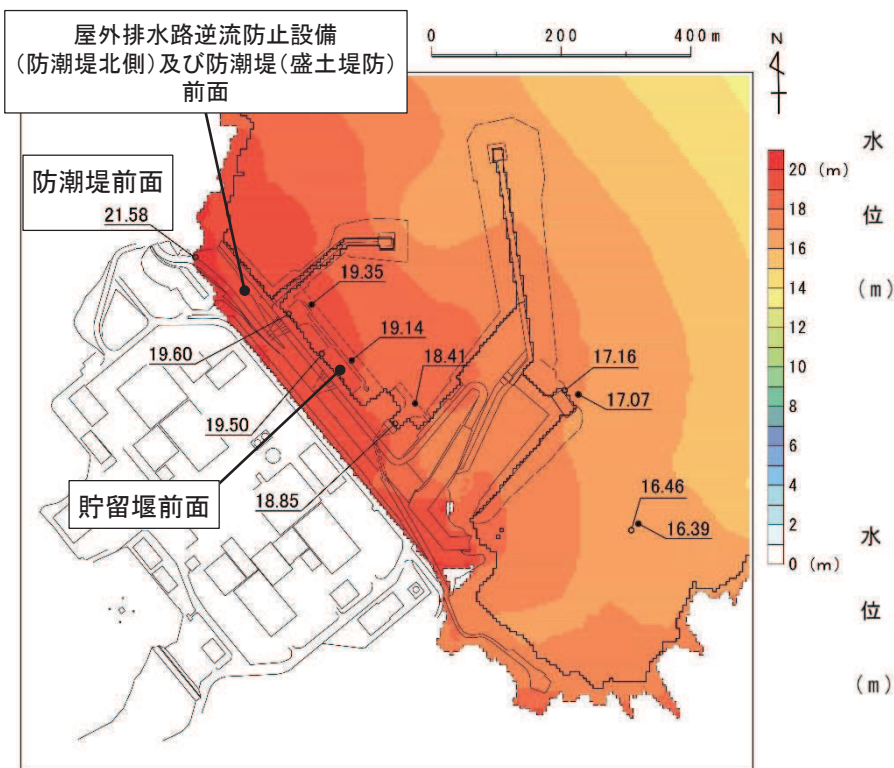 屋外排水路逆流防止設備
（防潮堤北側）及び防潮堤（盛土堤防）
前面
0 200 400m
N
防潮堤前面
21.58
19.35
19.14
19.60
18.41
17.16
17.07
19.50
貯留堰前面
18.85
16.46
16.39
水位(m)
20 (m)
18
16
14
12
10
8
6
4
2
0 (m)
水位(m)